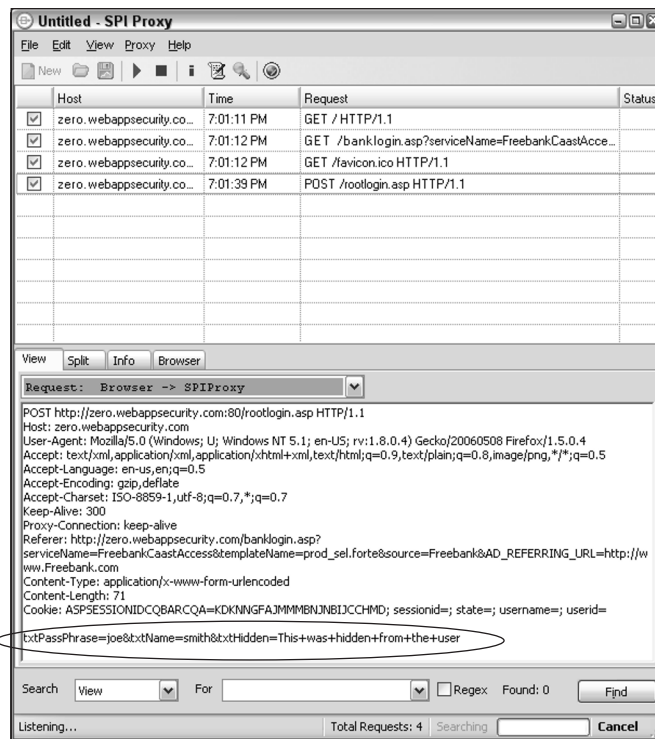 Untitled - SPI Proxy
File Edit View Proxy Help
New
Host Time Request Status
zero.webappsecurity.co... 7:01:11 PM GET / HTTP/1.1
zero.webappsecurity.co... 7:01:12 PM GET /banklogin.asp?serviceName=FreebankCaastAcce...
zero.webappsecurity.co... 7:01:12 PM GET /favicon.ico HTTP/1.1
zero.webappsecurity.co... 7:01:39 PM POST /rootlogin.asp HTTP/1.1
View Split Info Browser
Request: Browser -> SPIProxy
POST http://zero.webappsecurity.com:80/rootlogin.asp HTTP/1.1
Host: zero.webappsecurity.com
User-Agent: Mozilla/5.0 (Windows; U; Windows NT 5.1; en-US; rv:1.8.0.4) Gecko/20060508 Firefox/1.5.0.4
Accept: text/xml,application/xml,application/xhtml+xml,text/html;q=0.9,text/plain;q=0.8,image/png,*/*;q=0.5
Accept-Language: en-us,en;q=0.5
Accept-Encoding: gzip,deflate
Accept-Charset: ISO-8859-1,utf-8;q=0.7,*;q=0.7
Keep-Alive: 300
Proxy-Connection: keep-alive
Referer: http://zero.webappsecurity.com/banklogin.asp?
serviceName=FreebankCaastAccess&templateName=prod_sel.forte&source=Freebank&AD_REFERRING_URL=http://w
ww.Freebank.com
Content-Type: application/x-www-form-urlencoded
Content-Length: 71
Cookie: ASPSESSIONIDCQBARCQA=KDKNNGFAJMMMBNJNBIJCCHMD; sessionid=; state=; username=; userid=
txtPassPhrase=joe&txtName=smith&txtHidden=This+was+hidden+from+the+user
Search View For Regex Found: 0 Find
Listening... Total Requests: 4 Searching Cancel